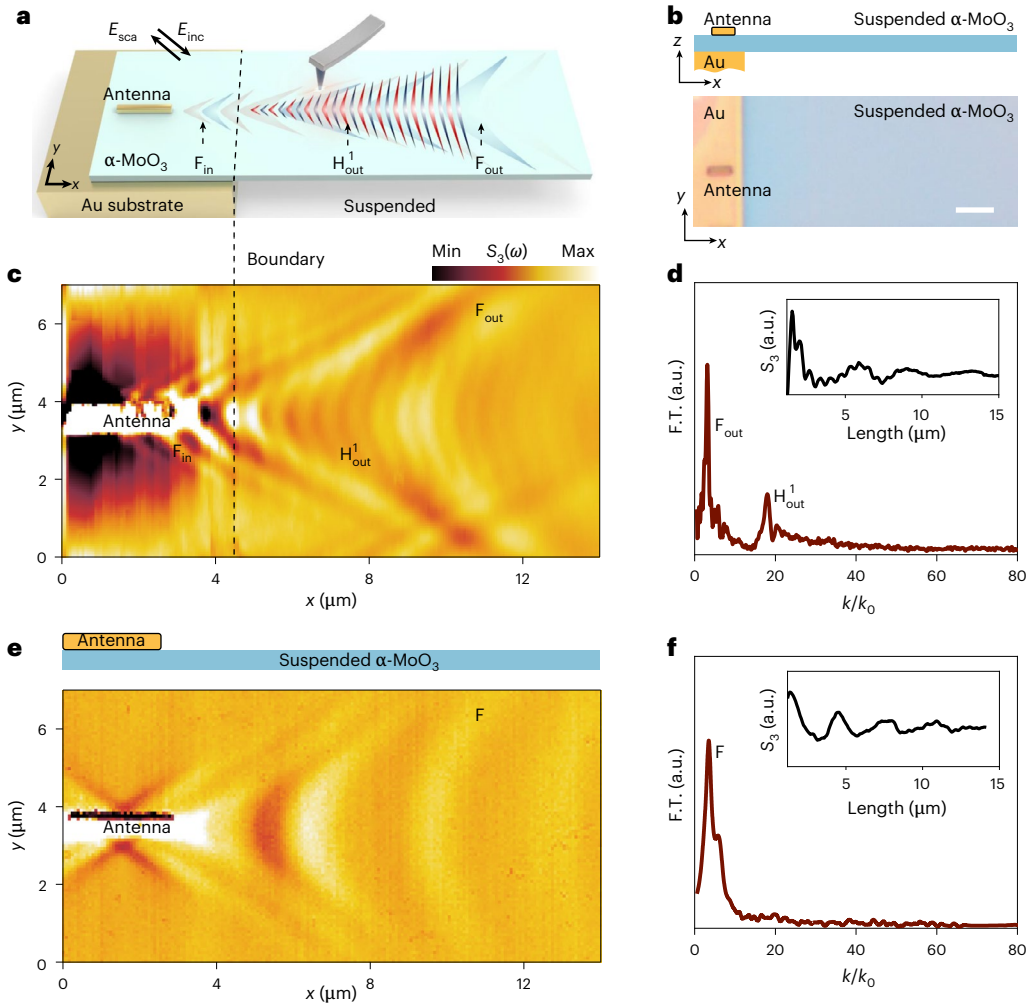 a
E_sca E_inc
Antenna
α-MoO₃
F_in
H¹_out
F_out
y
x
Au substrate
Suspended
b
Antenna
Suspended α-MoO₃
z
Au
x
Au
Suspended α-MoO₃
Antenna
y
x
Boundary
c
Min S₃(ω) Max
F_out
6
4
2
0
y (µm)
Antenna
F_in
H¹_out
0 4 8 12
x (µm)
d
F.T. (a.u.)
S₃ (a.u.)
5 10 15
Length (µm)
F_out
H¹_out
0 20 40 60 80
k/k₀
e
Antenna
Suspended α-MoO₃
F
6
4
2
0
y (µm)
Antenna
0 4 8 12
x (µm)
f
F.T. (a.u.)
S₃ (a.u.)
5 10 15
Length (µm)
F
0 20 40 60 80
k/k₀